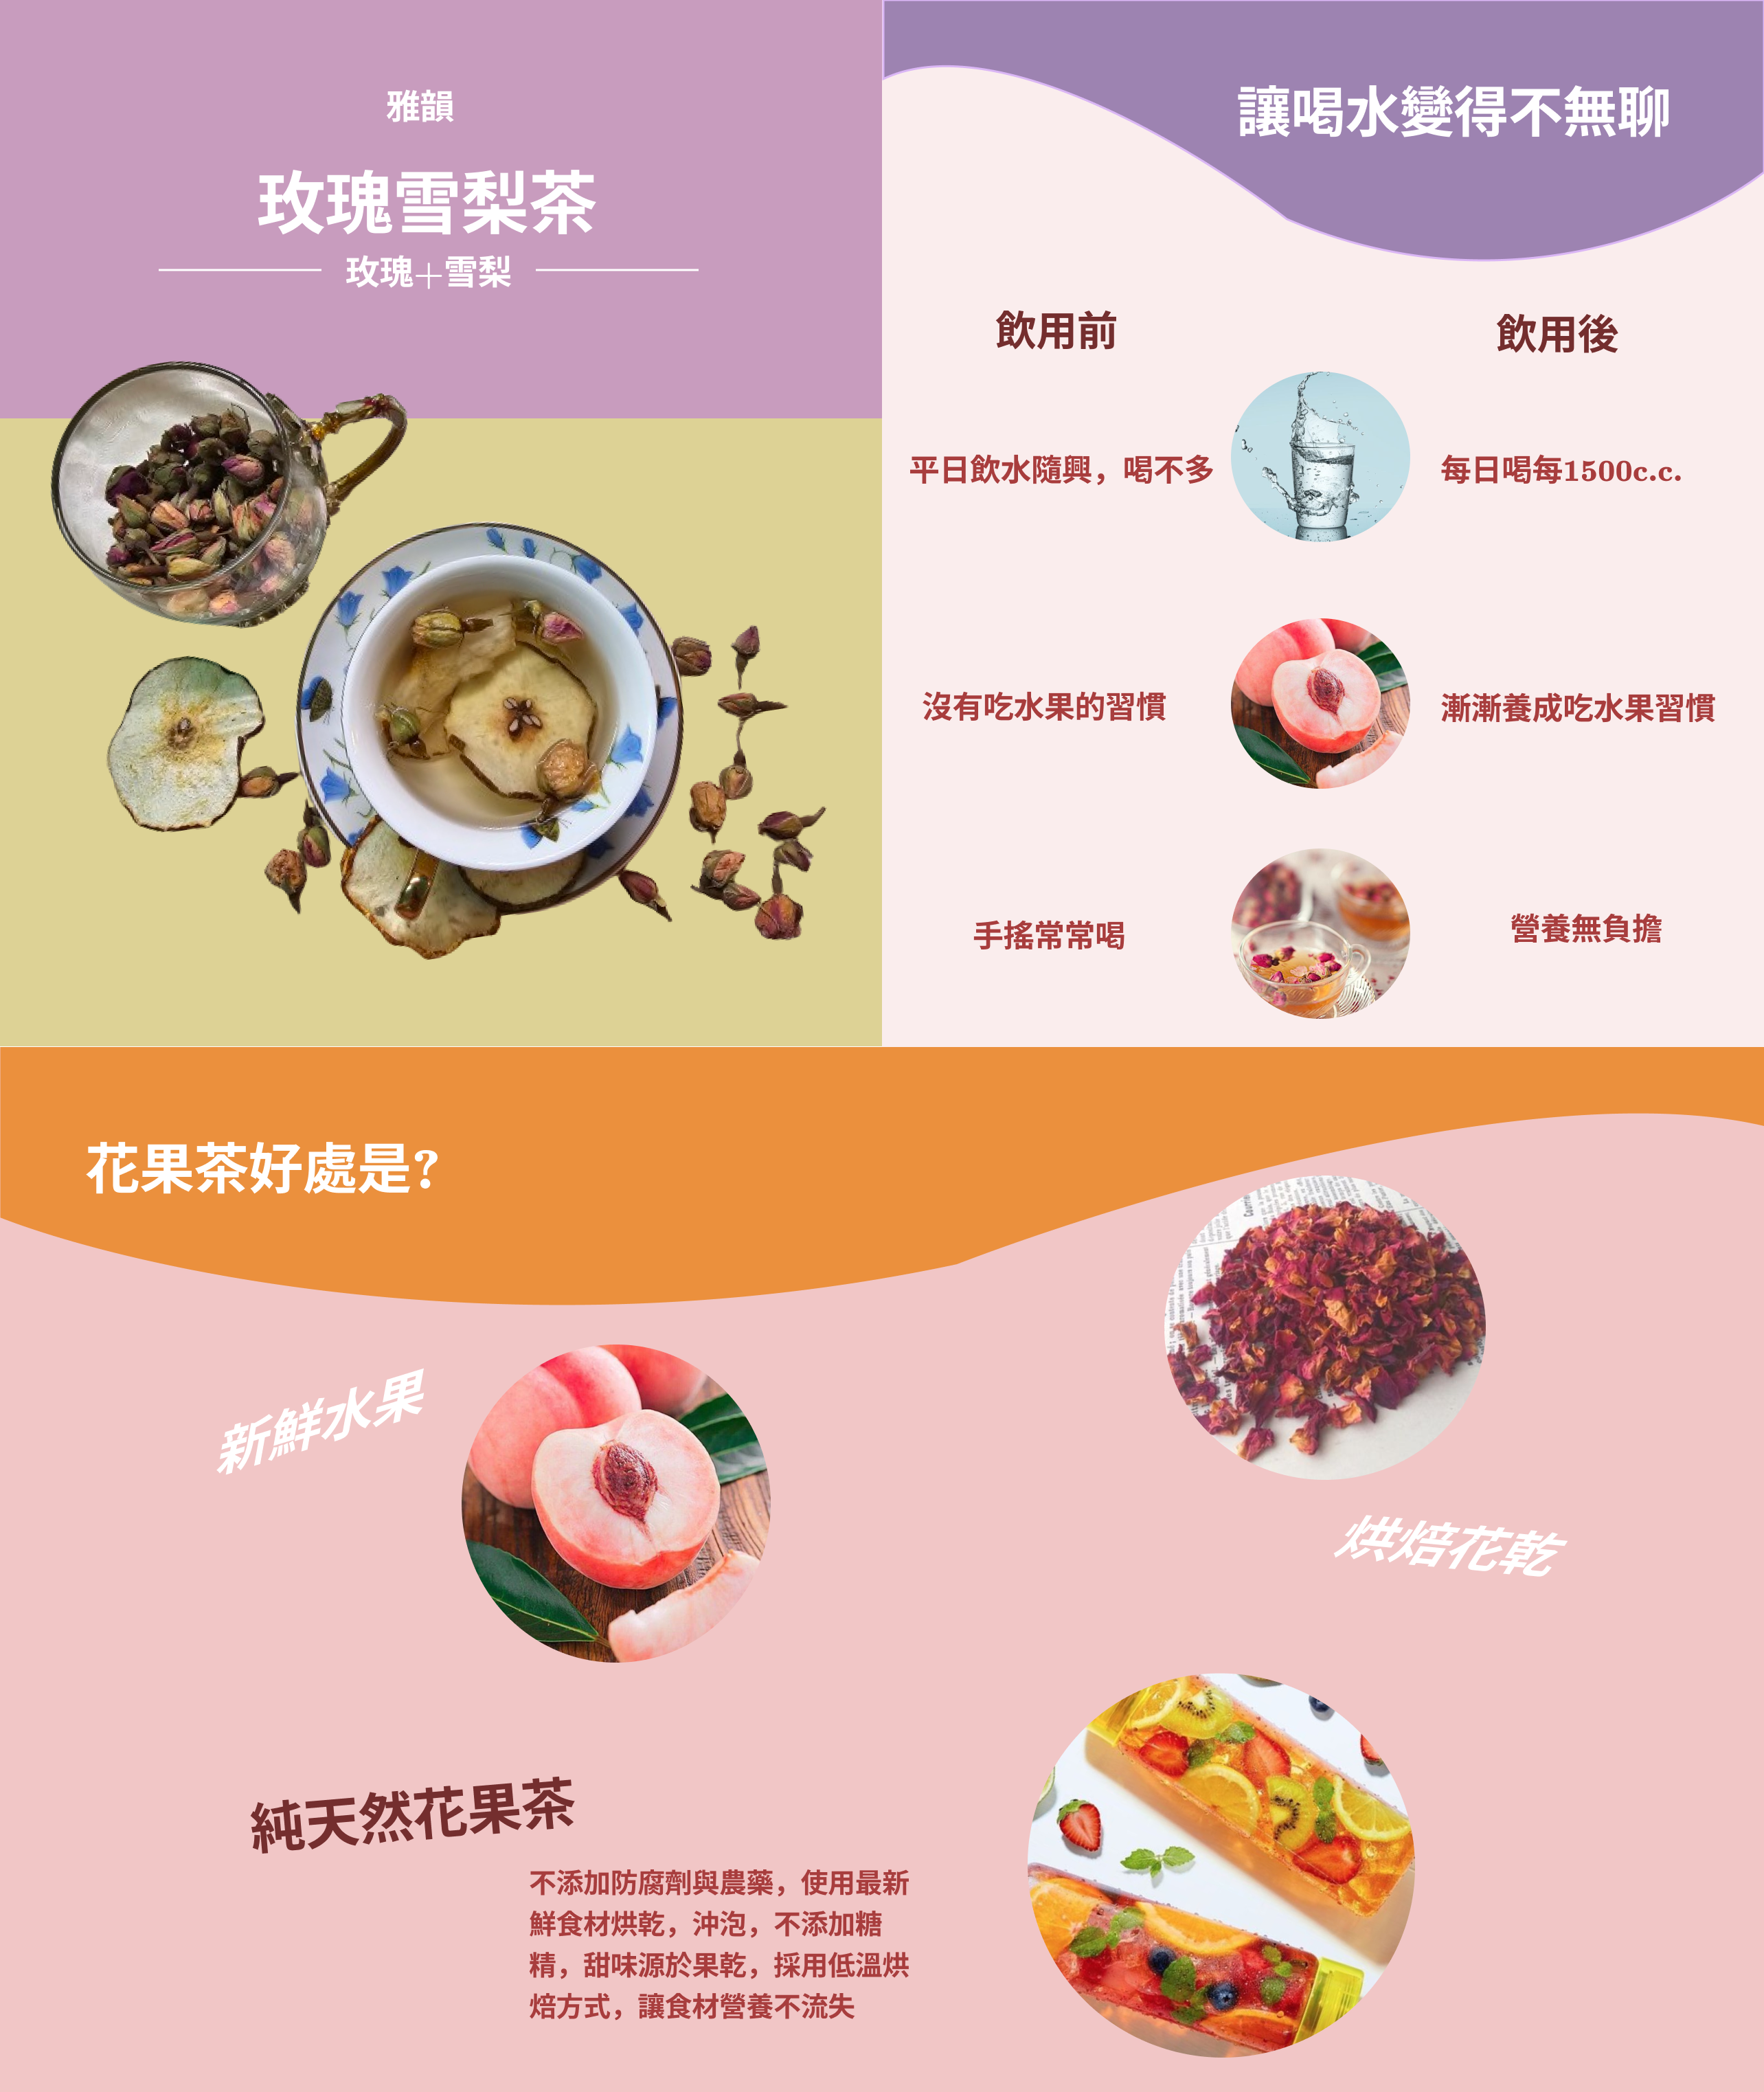 雅韻
玫瑰雪梨茶
玫瑰+雪梨
讓喝水變得不無聊
飲用前
飲用後
平日飲水隨興，喝不多
每日喝每1500c.c.
沒有吃水果的習慣
漸漸養成吃水果習慣
手搖常常喝
營養無負擔
花果茶好處是?
新鮮水果
烘焙花乾
純天然花果茶
不添加防腐劑與農藥，使用最新
鮮食材烘乾，沖泡，不添加糖
精，甜味源於果乾，採用低溫烘
焙方式，讓食材營養不流失